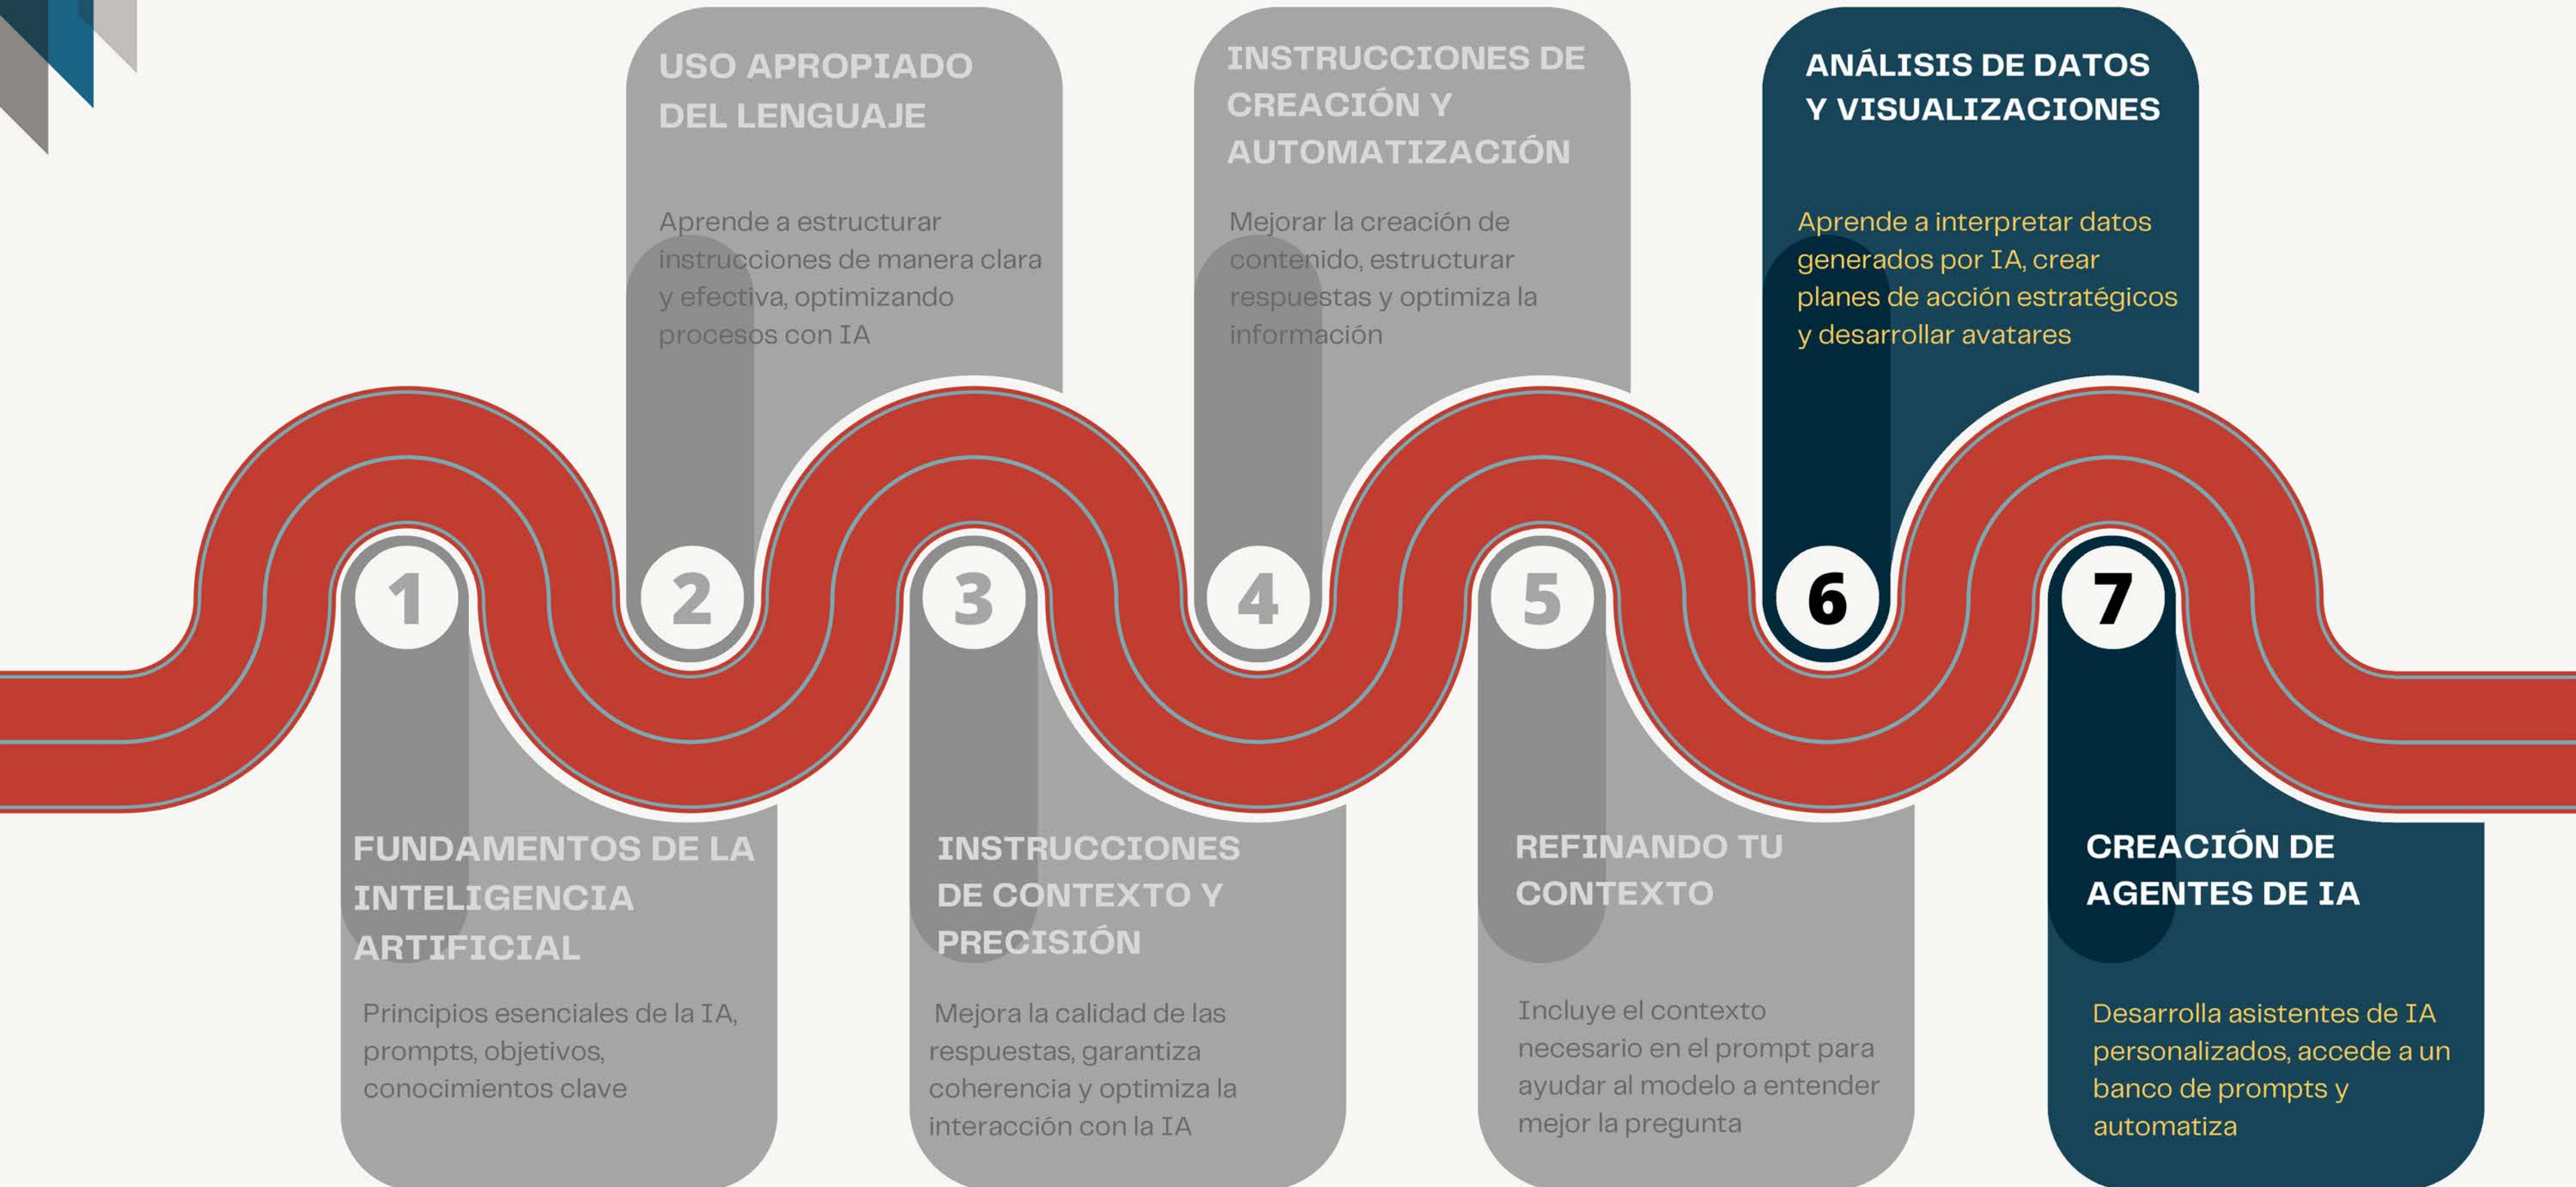 FUNDAMENTOS DE LA
INTELIGENCIA
ARTIFICIAL
Principios esenciales de la IA,
prompts, objetivos,
conocimientos clave
1
USO APROPIADO
DEL LENGUAJE
Aprende a estructurar
instrucciones de manera clara
y efectiva, optimizando
procesos con IA
2
3
INSTRUCCIONES
DE CONTEXTO Y
PRECISIÓN
Mejora la calidad de las
respuestas, garantiza
coherencia y optimiza la
interacción con la IA
INSTRUCCIONES DE
CREACIÓN Y
AUTOMATIZACIÓN
Mejorar la creación de
contenido, estructurar
respuestas y optimiza la
información
4
5
REFINANDO TU
CONTEXTO
Incluye el contexto
necesario en el prompt para
ayudar al modelo a entender
mejor la pregunta
ANÁLISIS DE DATOS
Y VISUALIZACIONES
Aprende a interpretar datos
generados por IA, crear
planes de acción estratégicos
y desarrollar avatares
6
7
CREACIÓN DE
AGENTES DE IA
Desarrolla asistentes de IA
personalizados, accede a un
banco de prompts y
automatiza